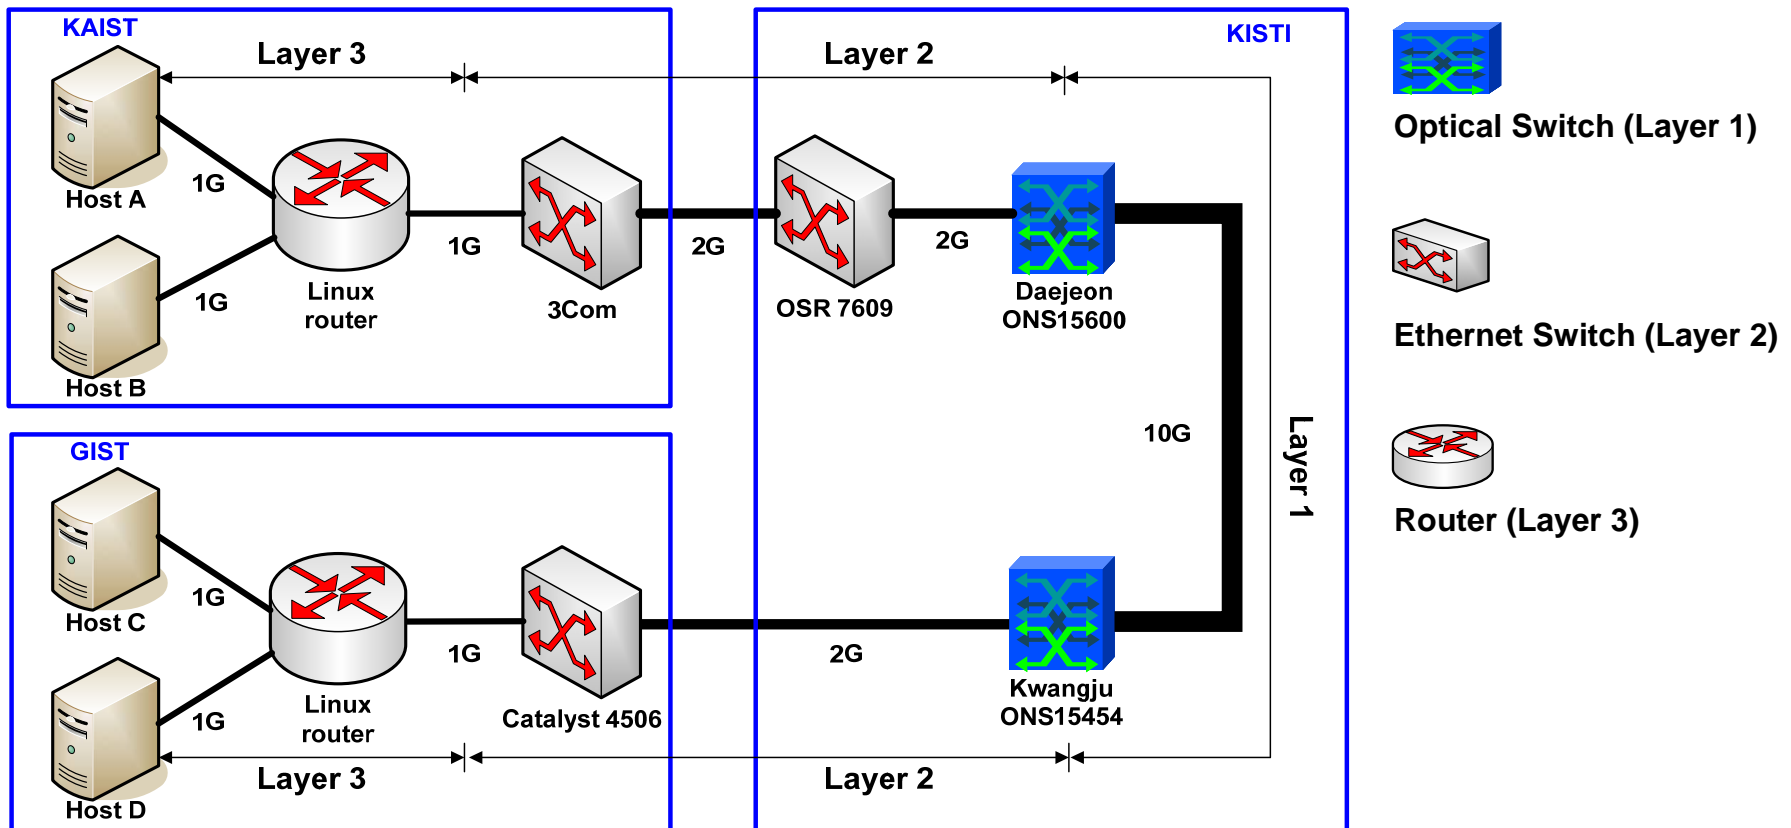 KAIST
Layer 3
Layer 2
KISTI
Host A
1G
1G
Host B
Linux
router
1G
3Com
2G
OSR 7609
2G
Daejeon
ONS15600
10G
Layer 1
GIST
Host C
1G
1G
Host D
Linux
router
1G
Catalyst 4506
2G
Kwangju
ONS15454
Layer 3
Layer 2
Optical Switch (Layer 1)
Ethernet Switch (Layer 2)
Router (Layer 3)